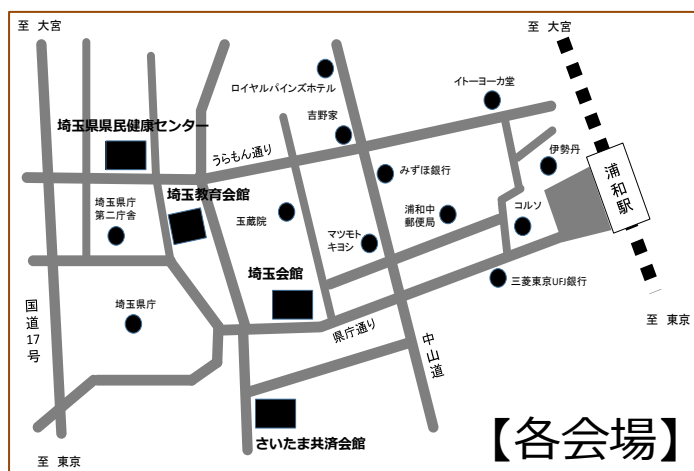 至 大宮
至 大宮
ロイヤルパインズホテル
イトーヨーカ堂
吉野家
埼玉県県民健康センター
うらもん通り
伊勢丹
みずほ銀行
浦和駅
埼玉教育会館
埼玉県庁
第二庁舎
玉蔵院
浦和中
郵便局
コルソ
マツモト
キヨシ
埼玉会館
三菱東京UFJ銀行
国道17号
埼玉県庁
県庁通り
中山道
至 東京
さいたま共済会館
【各会場】
至 東京